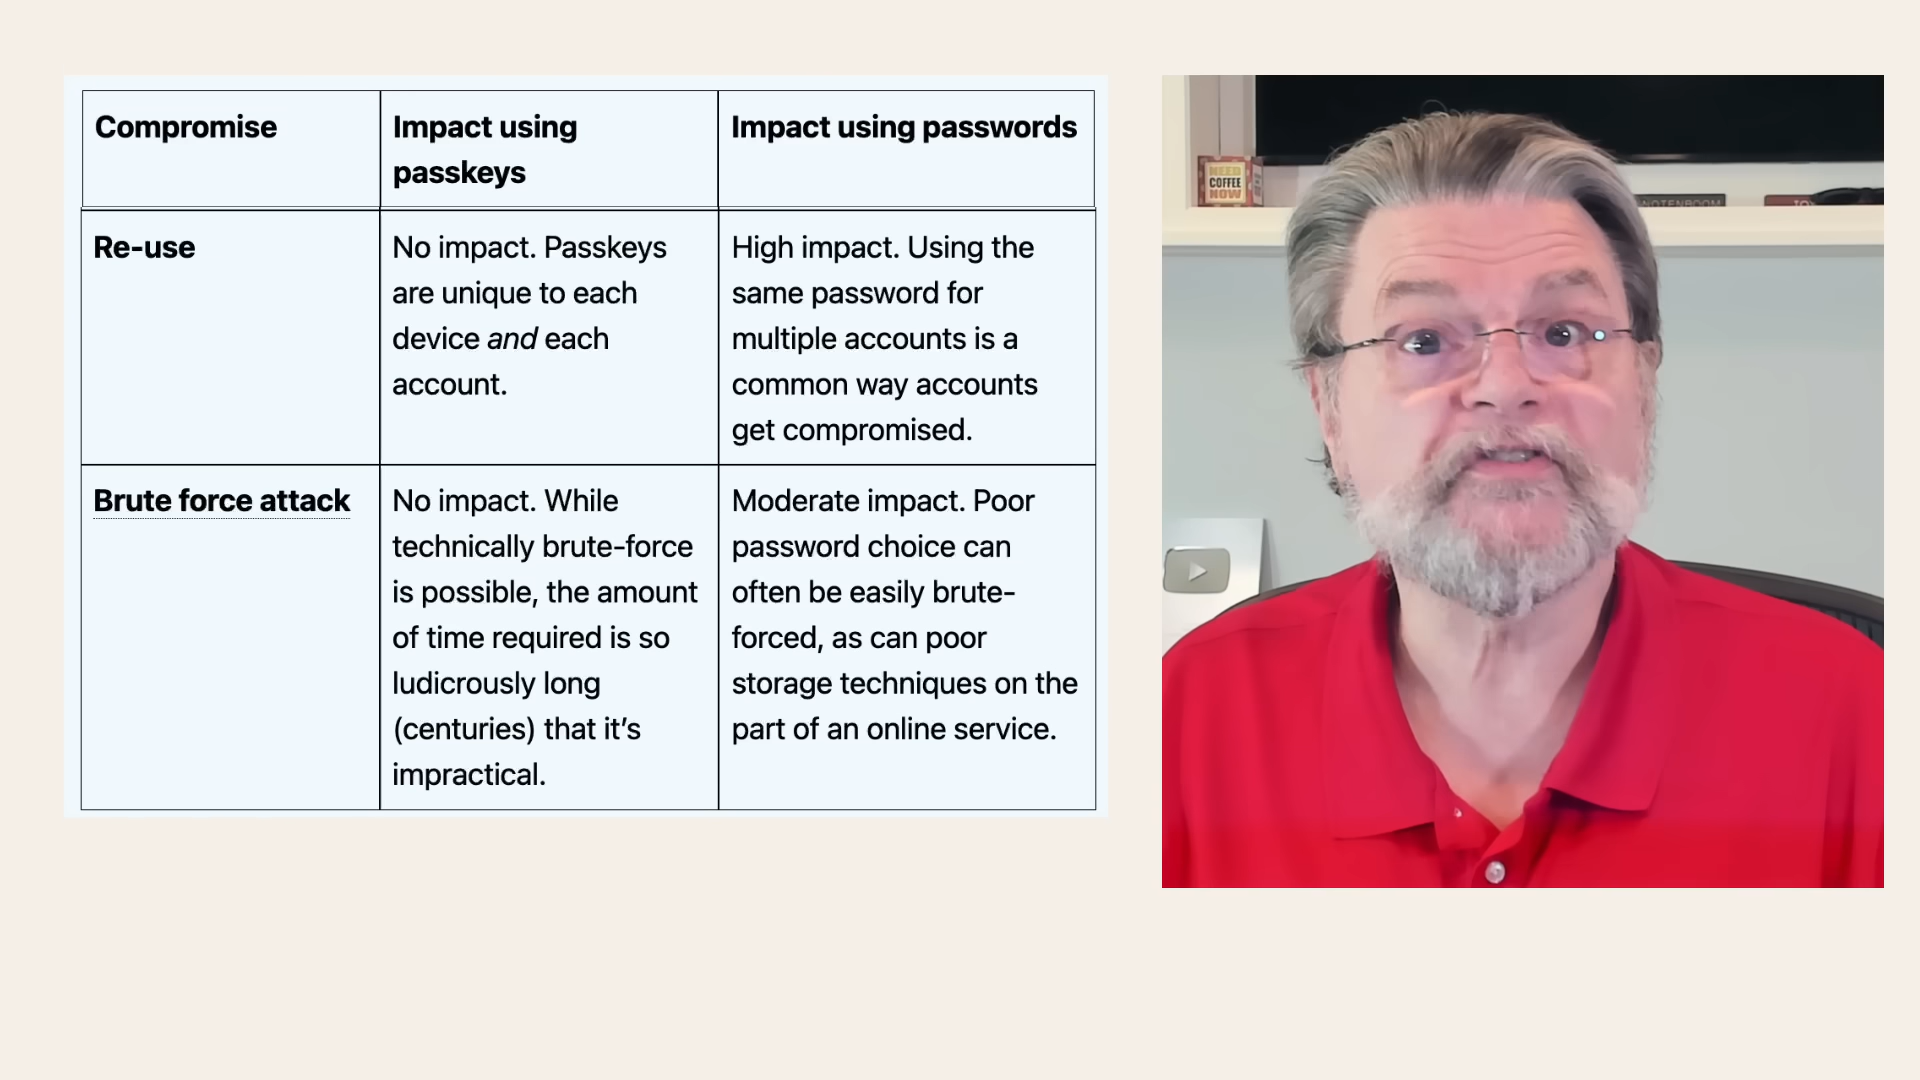 Compromise
Impact using
passkeys
Impact using passwords
Re-use
No impact. Passkeys
are unique to each
device and each
account.
High impact. Using the
same password for
multiple accounts is a
common way accounts
get compromised.
Brute force attack
No impact. While
technically brute-force
is possible, the amount
of time required is so
ludicrously long
(centuries) that it’s
impractical.
Moderate impact. Poor
password choice can
often be easily brute-
forced, as can poor
storage techniques on the
part of an online service.
NEED
COFFEE
NOW
NOTENBOOM